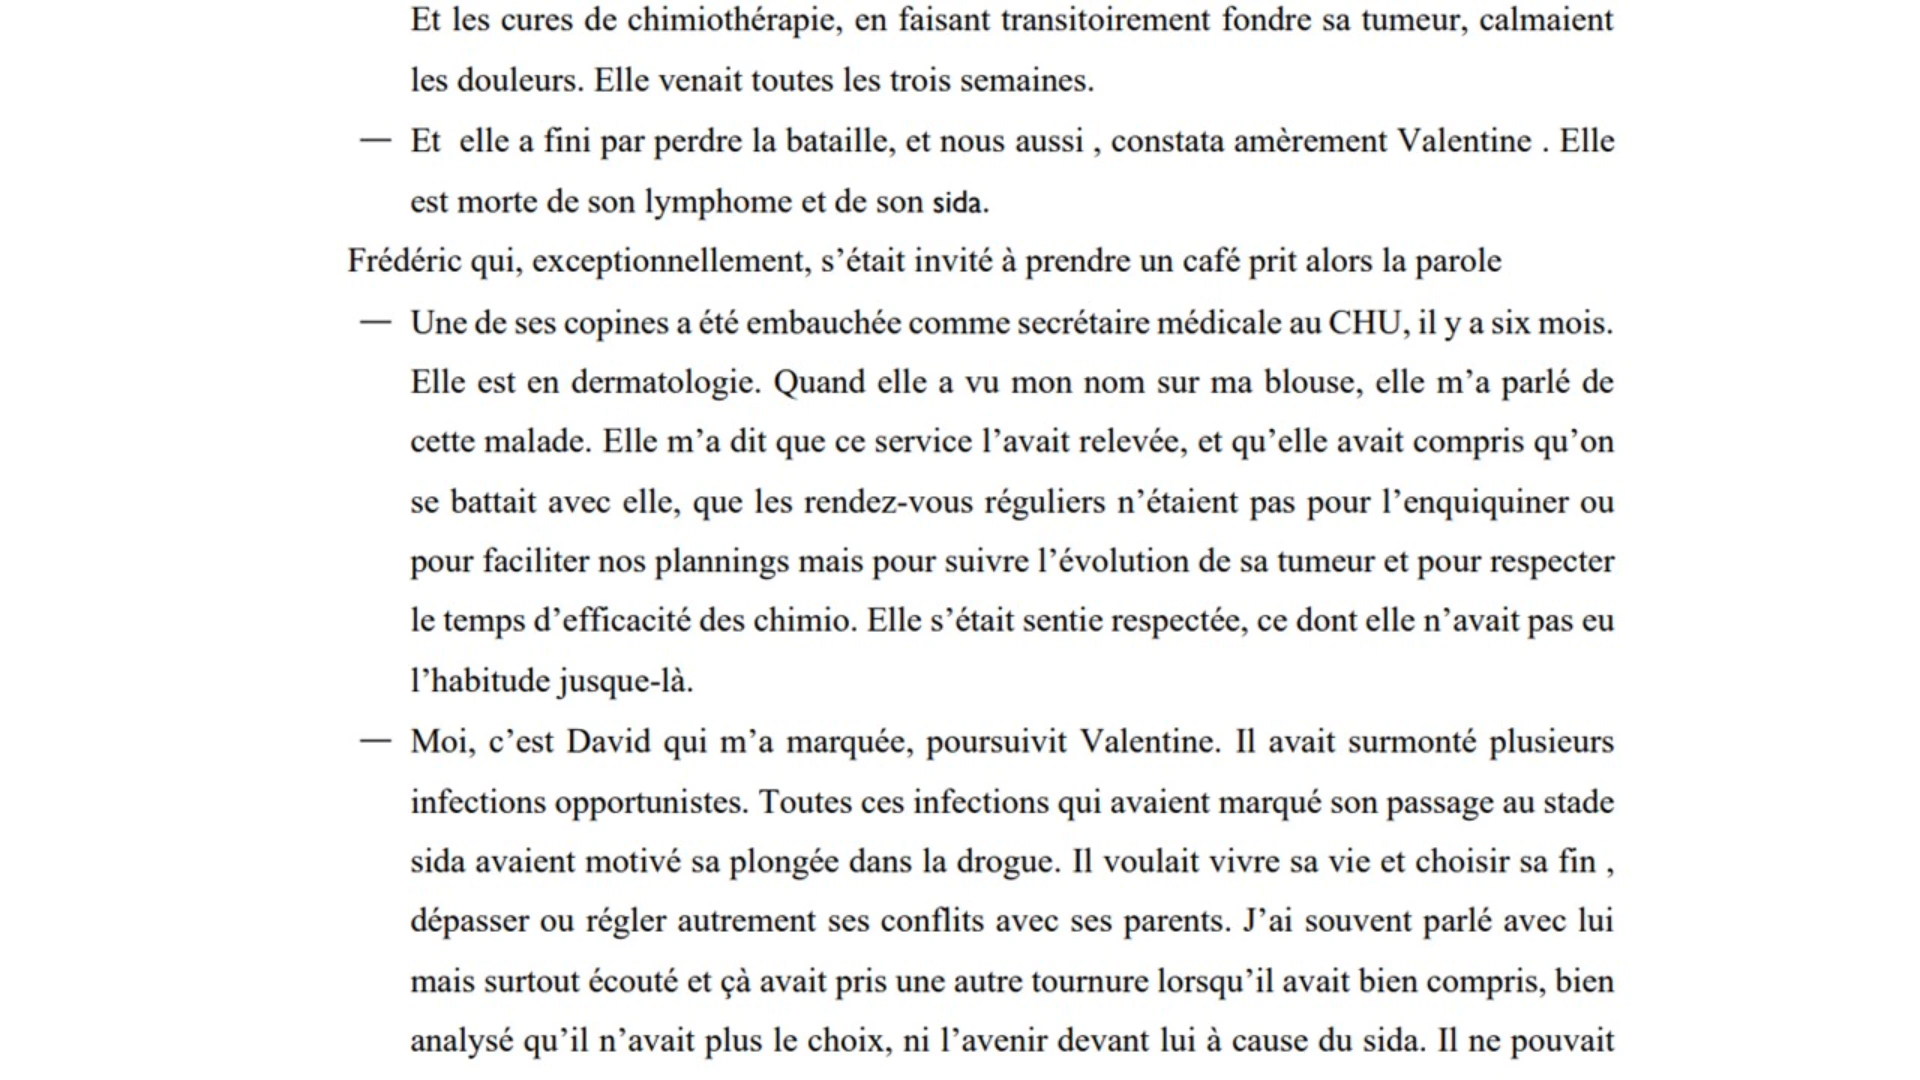 Et les cures de chimiothérapie, en faisant transitoirement fondre sa tumeur, calmaient
les douleurs. Elle venait toutes les trois semaines.
— Et  elle a fini par perdre la bataille, et nous aussi , constata amèrement Valentine . Elle
est morte de son lymphome et de son sida.
Frédéric qui, exceptionnellement, s’était invité à prendre un café prit alors la parole
— Une de ses copines a été embauchée comme secrétaire médicale au CHU, il y a six mois.
Elle est en dermatologie. Quand elle a vu mon nom sur ma blouse, elle m’a parlé de
cette malade. Elle m’a dit que ce service l’avait relevée, et qu’elle avait compris qu’on
se battait avec elle, que les rendez-vous réguliers n’étaient pas pour l’enquiquiner ou
pour faciliter nos plannings mais pour suivre l’évolution de sa tumeur et pour respecter
le temps d’efficacité des chimio. Elle s’était sentie respectée, ce dont elle n’avait pas eu
l’habitude jusque-là.
— Moi, c’est David qui m’a marquée, poursuivit Valentine. Il avait surmonté plusieurs
infections opportunistes. Toutes ces infections qui avaient marqué son passage au stade
sida avaient motivé sa plongée dans la drogue. Il voulait vivre sa vie et choisir sa fin ,
dépasser ou régler autrement ses conflits avec ses parents. J’ai souvent parlé avec lui
mais surtout écouté et çà avait pris une autre tournure lorsqu’il avait bien compris, bien
analysé qu’il n’avait plus le choix, ni l’avenir devant lui à cause du sida. Il ne pouvait